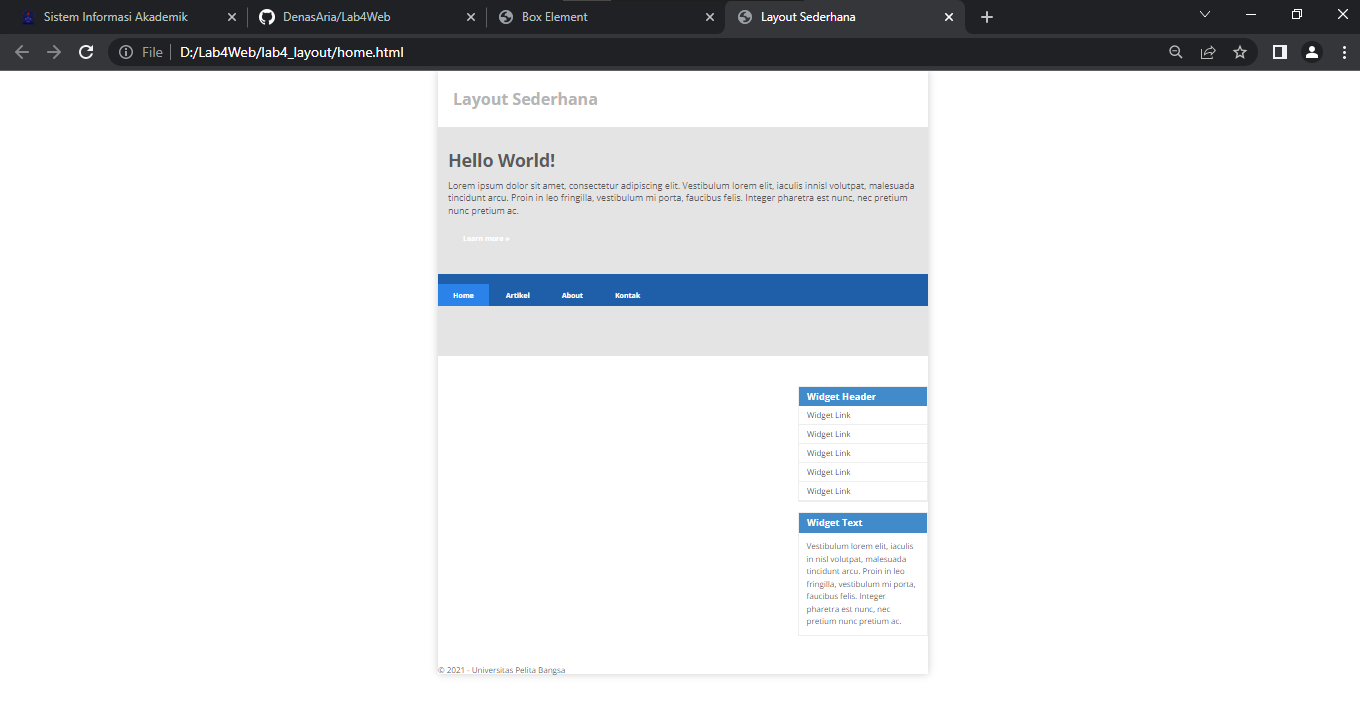 Sistem Informasi Akademik
DenasAria/Lab4Web
Box Element
Layout Sederhana
File
D:/Lab4Web/lab4_layout/home.html
Layout Sederhana
Hello World!
Lorem ipsum dolor sit amet, consectetur adipiscing elit. Vestibulum lorem elit, iaculis innisl volutpat, malesuada
tincidunt arcu. Proin in leo fringilla, vestibulum mi porta, faucibus felis. Integer pharetra est nunc, nec pretium
nunc pretium ac.
Learn more »
Home Artikel About Kontak
Widget Header
Widget Link
Widget Link
Widget Link
Widget Link
Widget Link
Widget Text
Vestibulum lorem elit, iaculis
in nisl volutpat, malesuada
tincidunt arcu. Proin in leo
fringilla, vestibulum mi porta,
faucibus felis. Integer
pharetra est nunc, nec
pretium nunc pretium ac.
© 2021 - Universitas Pelita Bangsa